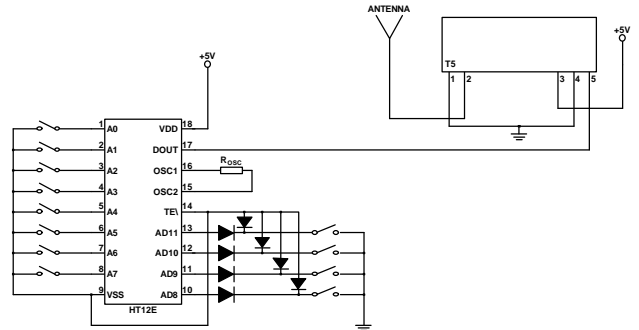 ANTENNA
+5V
+5V
T5
1 2 3 4 5
1 A0 VDD 18
2 A1 DOUT 17
3 A2 OSC1 16 ROSC
4 A3 OSC2 15
5 A4 TE\ 14
6 A5 AD11 13
7 A6 AD10 12
8 A7 AD9 11
9 VSS AD8 10
HT12E